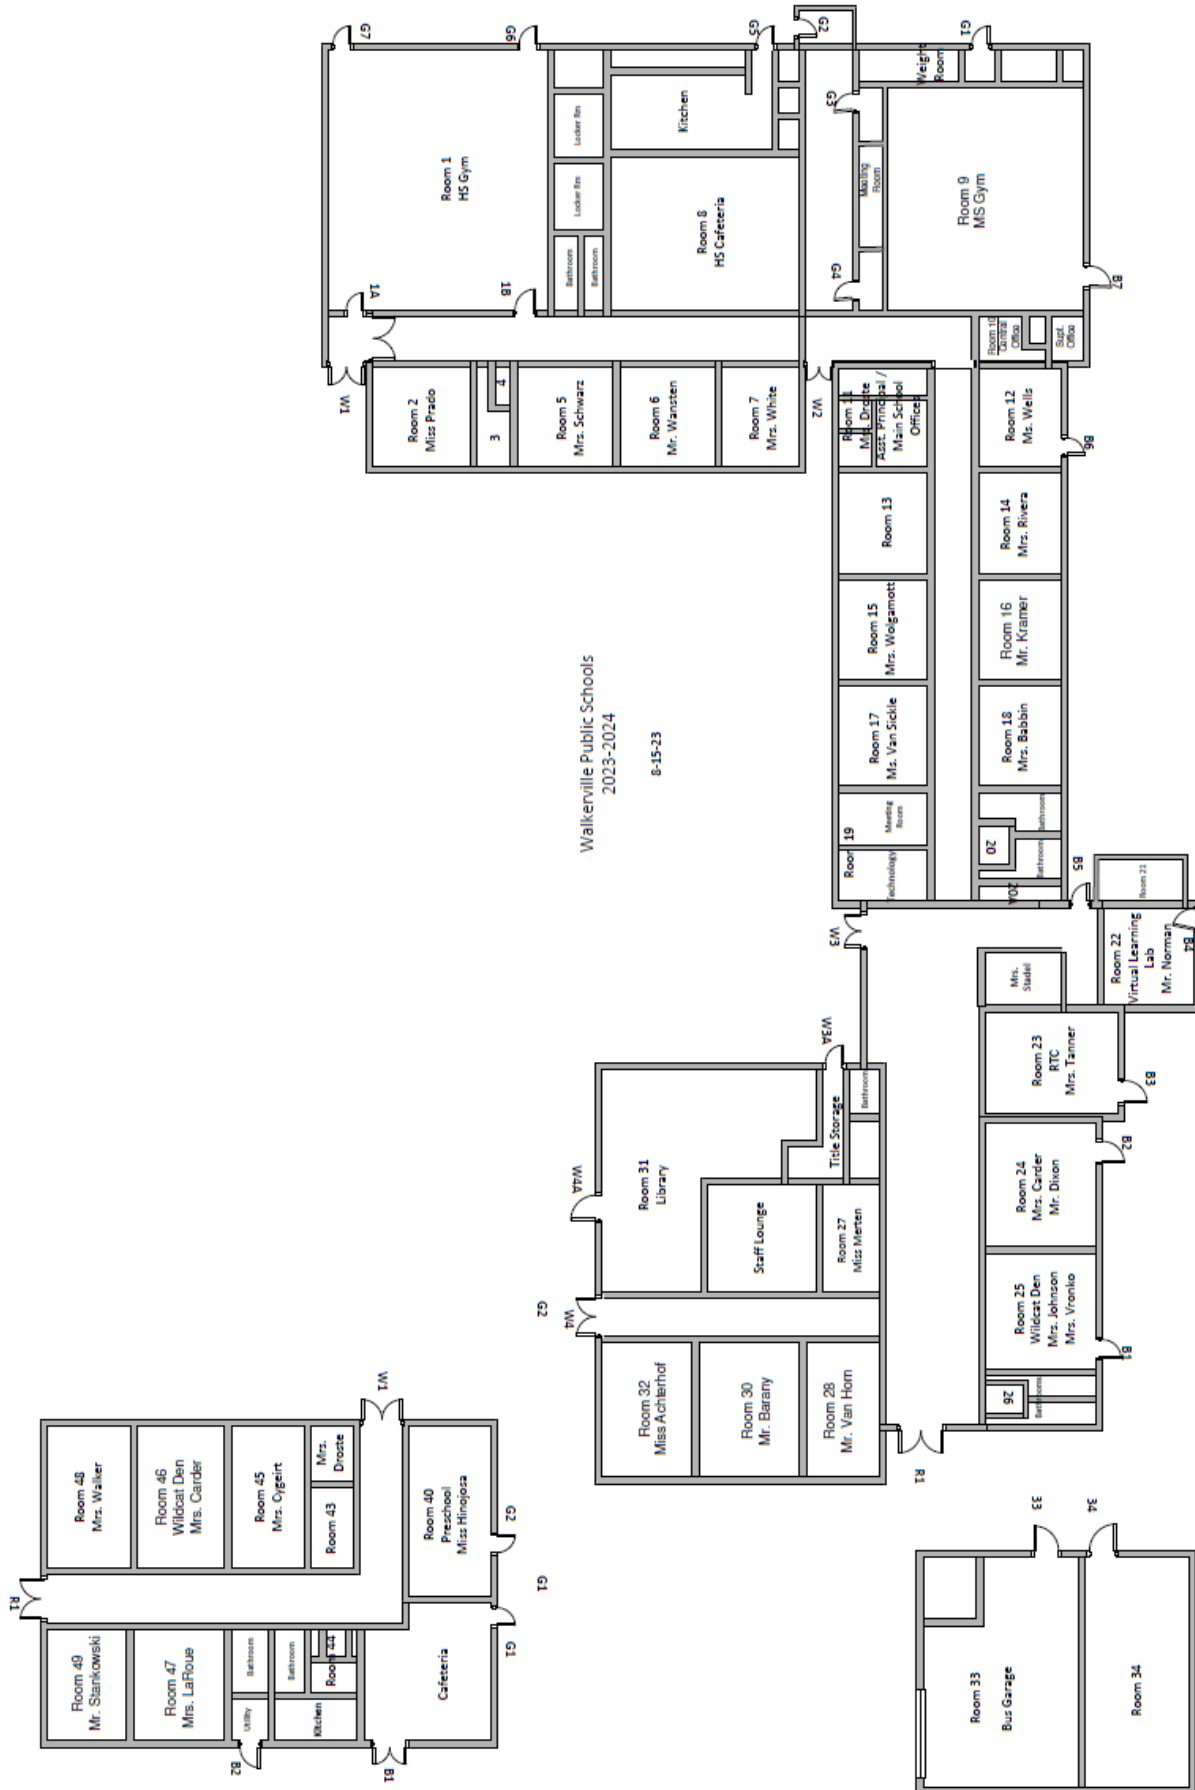 G7
G6
G5
G2
G1
Weight
Room
Locker Rm
Kitchen
G3
Room 1
HS Gym
Locker Rm
Room 8
HS Cafeteria
Meeting
Room
Room 9
MS Gym
Bathroom
Bathroom
G4
B7
1A
1B
Room 10
Central
Office
Supt.
Office
W1
Room 2
Miss Prado
4
3
Room 5
Mrs. Schwarz
Room 6
Mr. Wansten
Room 7
Mrs. White
W2
Room 11
Mrs. Droste
Asst. Principal /
Main School
Office
Room 12
Ms. Wells
B6
Room 13
Room 14
Mrs. Rivera
Room 15
Mrs. Wolgamott
Room 16
Mr. Kramer
Room 17
Ms. Van Sickle
Room 18
Mrs. Babbin
Walkerville Public Schools
2023-2024
8-15-23
Room 19
Meeting
Room
Technology
Bathroom
20
Bathroom
20A
B5
Room 21
W3
B4
Room 22
Virtual Learning
Lab
Mr. Norman
Mrs.
Stadel
W3A
Room 23
RTC
Mrs. Tanner
B3
Bathroom
Title Storage
B2
Room 31
Library
W4A
Staff Lounge
Room 27
Miss Merten
Room 24
Mrs. Carder
Mr. Dixon
Room 25
Wildcat Den
Mrs. Johnson
Mrs. Vronko
G2
W4
B1
26
Bathrooms
Room 32
Miss Achterhof
Room 30
Mr. Barany
Room 28
Mr. Van Horn
R1
W1
Room 48
Mrs. Walker
Room 46
Wildcat Den
Mrs. Carder
Room 45
Mrs. Cygeirt
Mrs.
Droste
Room 43
Room 40
Preschool
Miss Hinojosa
G2
G1
33
34
R1
G1
Room 49
Mr. Stankowski
Room 47
Mrs. LaRoue
Bathroom
Bathroom
Room 44
Cafeteria
Utility
Kitchen
B2
B1
Room 33
Bus Garage
Room 34